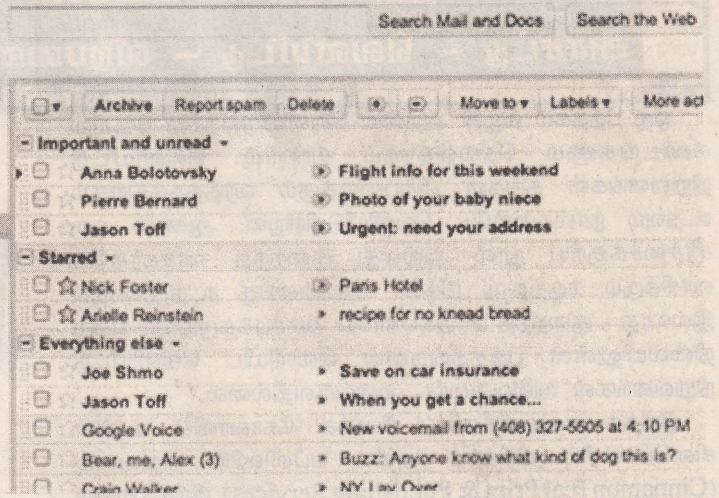 Search Mail and Docs Search the Web
Archive Report spam Delete Move to Labels More act
Important and unread
Anna Bolotovsky Flight info for this weekend
Pierre Bernard Photo of your baby niece
Jason Toff Urgent: need your address
Starred
Nick Foster Paris Hotel
Arielle Reinstein recipe for no knead bread
Everything else
Joe Shmo Save on car insurance
Jason Toff When you get a chance...
Google Voice New voicemail from (408) 327-5505 at 4:10 PM
Bear, me, Alex (3) Buzz: Anyone know what kind of dog this is?
Craig Walker NY Lay Over